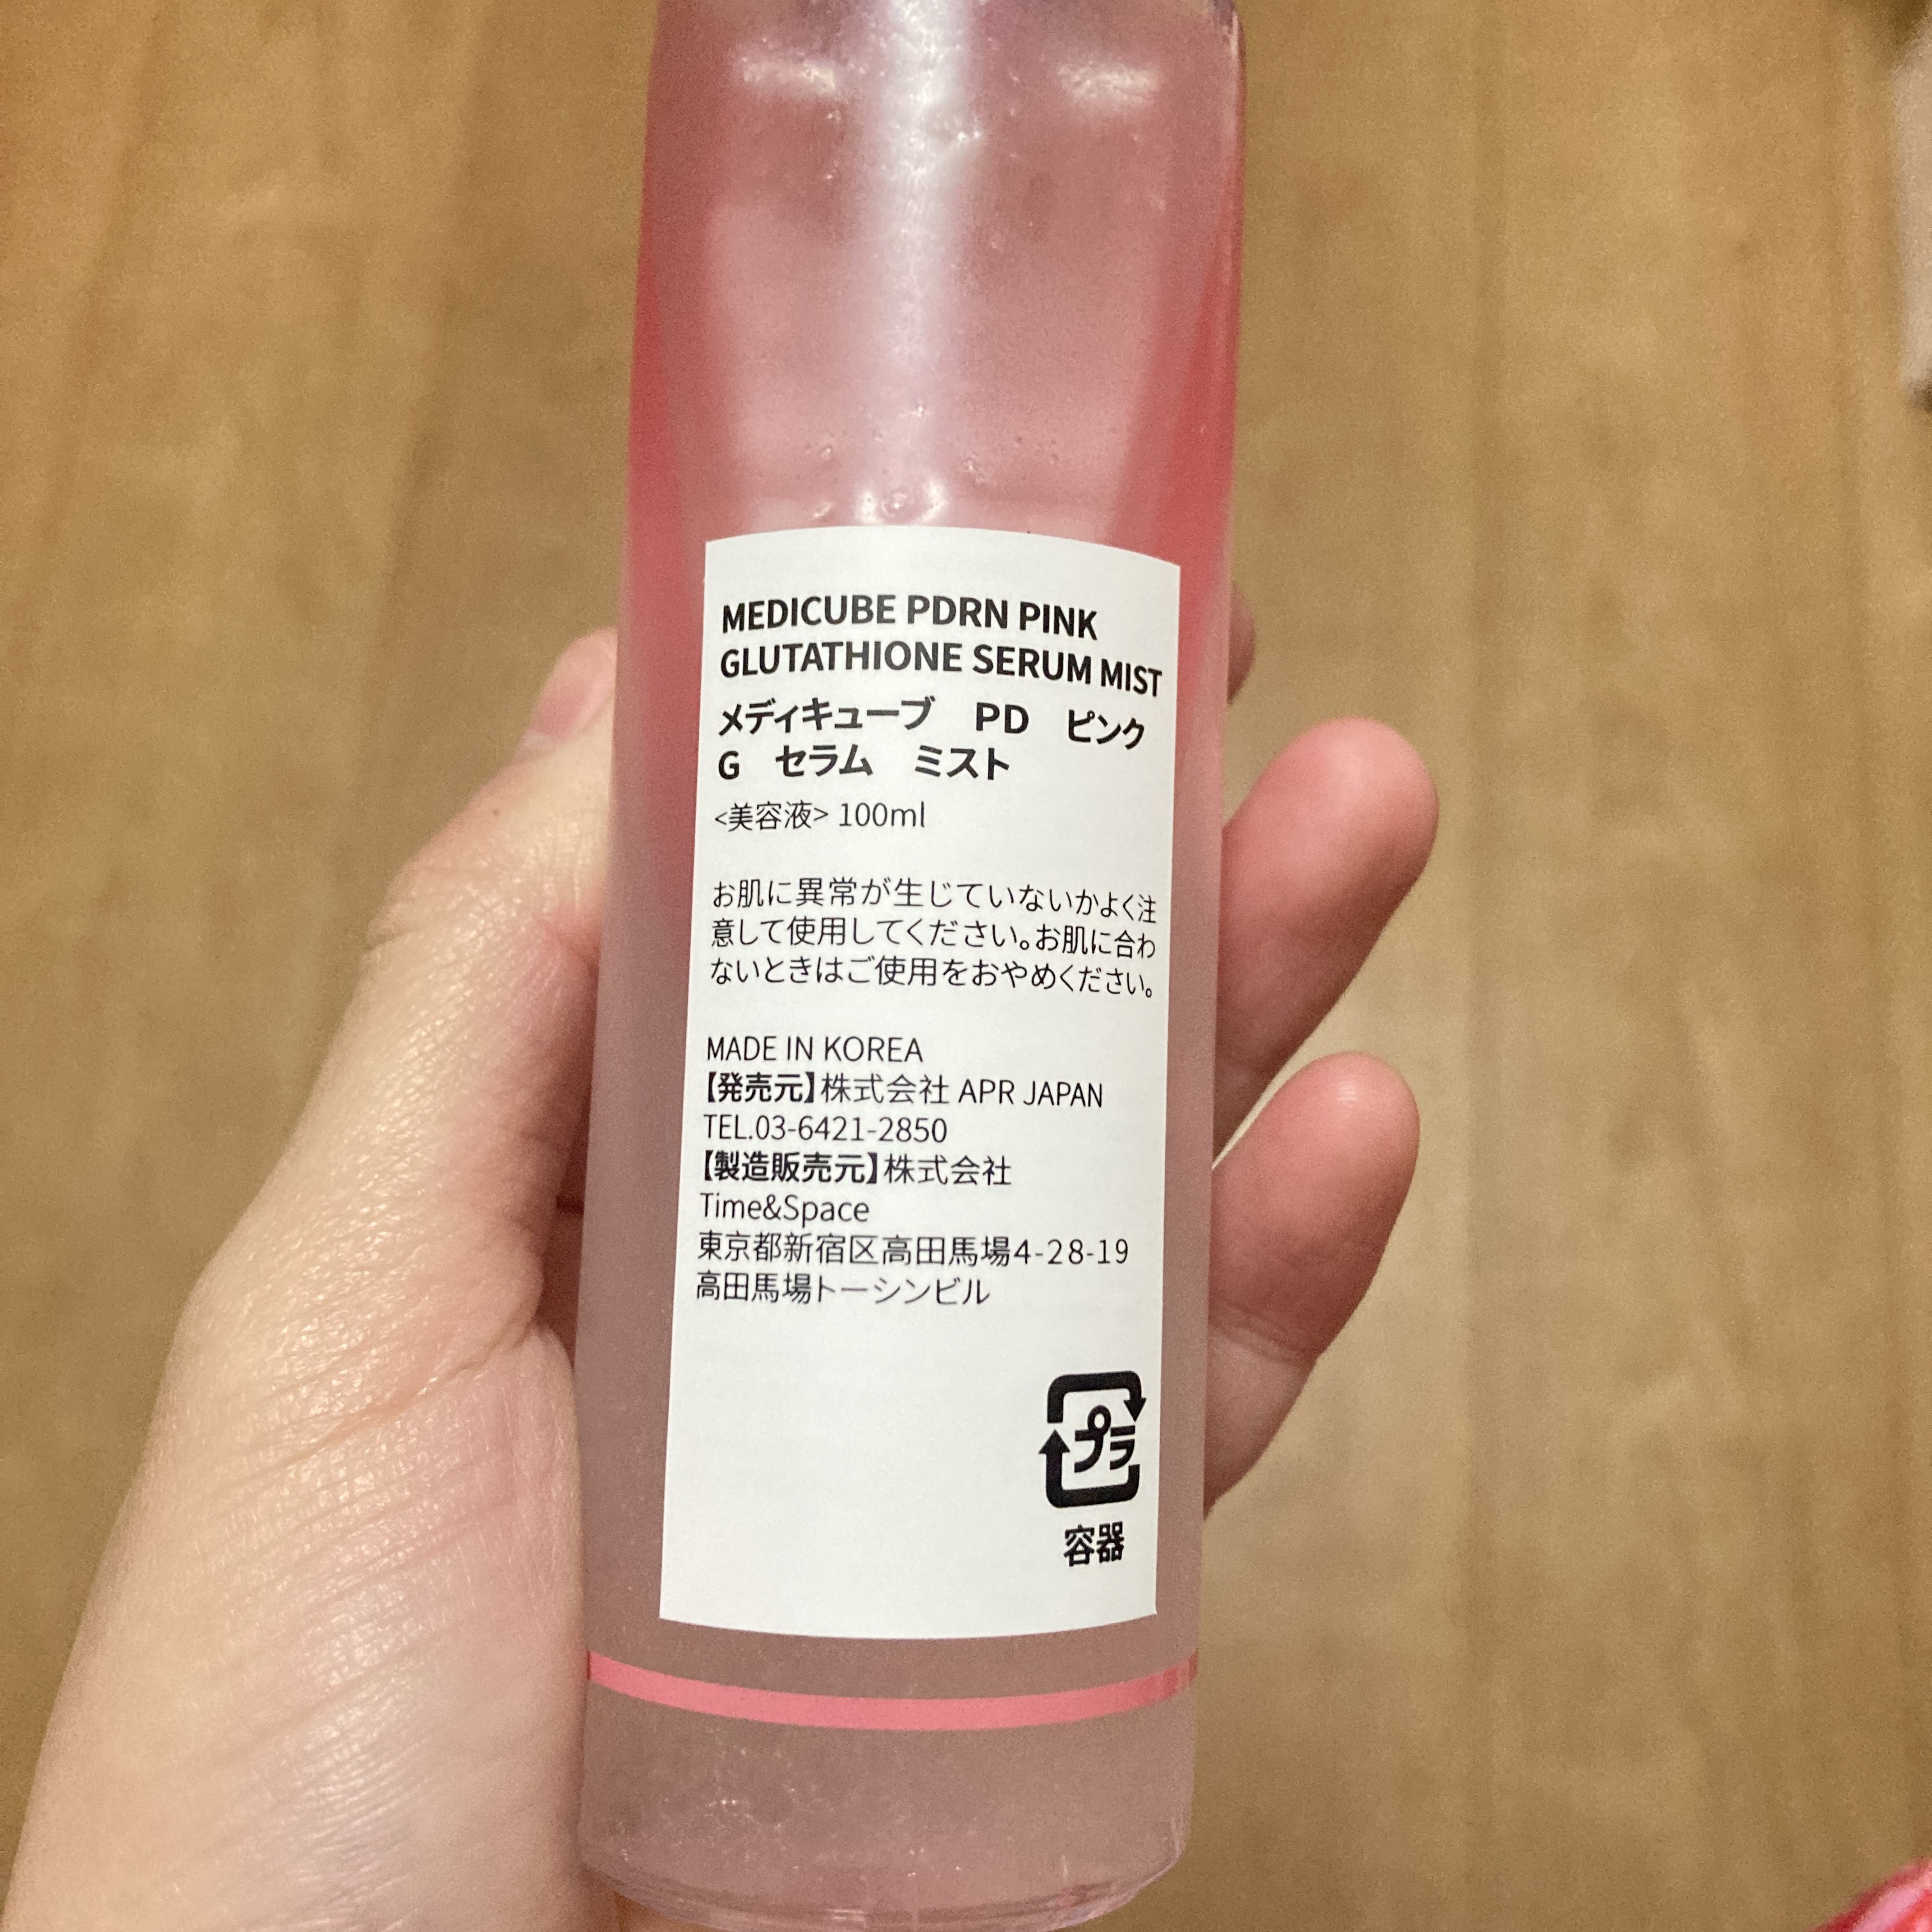 MEDICUBE PDRN PINK
GLUTATHIONE SERUM MIST
メディキューブ　PD　ピンク
G　セラム　ミスト
<美容液> 100ml
お肌に異常が生じていないかよく注
意して使用してください。お肌に合わ
ないときはご使用をおやめください。
MADE IN KOREA
【発売元】株式会社 APR JAPAN
TEL.03-6421-2850
【製造販売元】株式会社
Time&Space
東京都新宿区高田馬場4-28-19
高田馬場トーシンビル
プラ
容器